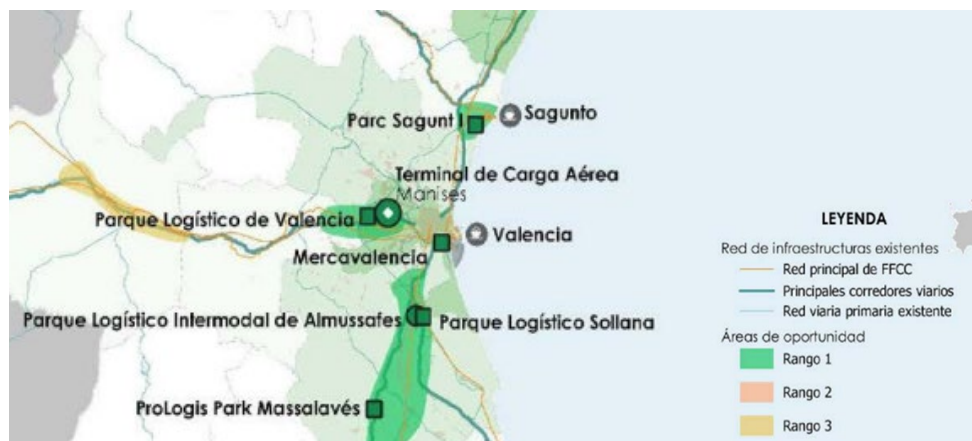 Parc Sagunt I
Sagunto
Terminal de Carga Aérea
Manises
Parque Logístico de Valencia
Valencia
Mercavalencia
Parque Logístico Intermodal de Almussafes
Parque Logístico Sollana
ProLogis Park Massalavés
LEYENDA
Red de infraestructuras existentes
Red principal de FFCC
Principales corredores viarios
Red viaria primaria existente
Áreas de oportunidad
Rango 1
Rango 2
Rango 3